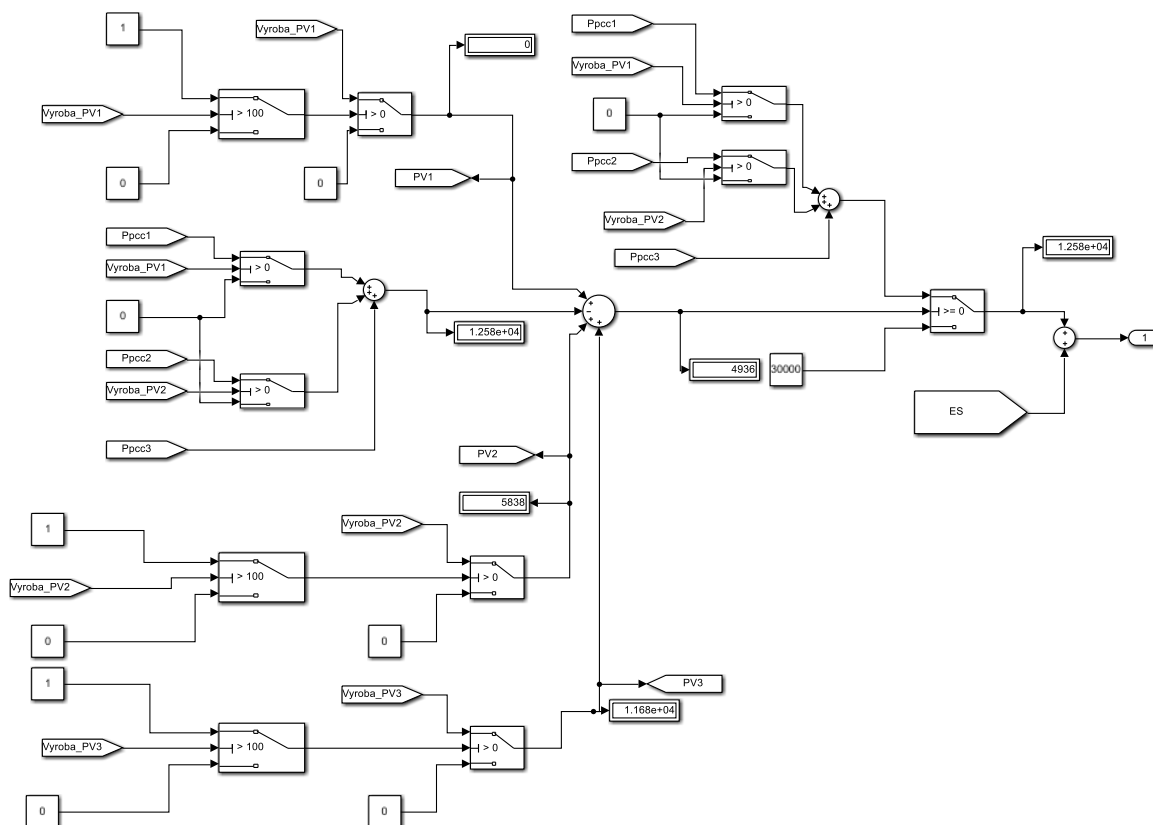 1
Vyroba_PV1
0
Vyroba_PV1
> 100
> 0
0
0
PV1
Ppcc1
Vyroba_PV1
> 0
0
Ppcc2
> 0
Vyroba_PV2
Ppcc3
+
+
+
Ppcc1
Vyroba_PV1
> 0
0
Ppcc2
Vyroba_PV2
> 0
Ppcc3
+
+
+
1.258e+04
+
-
+
+
4936
30000
>= 0
1.258e+04
+
+
1
ES
PV2
5838
1
Vyroba_PV2
Vyroba_PV2
> 100
> 0
0
0
1
Vyroba_PV3
PV3
1.168e+04
Vyroba_PV3
> 100
> 0
0
0